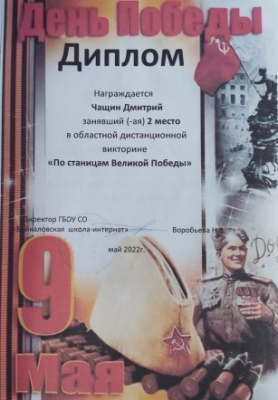 День Победы
Диплом
Награждается
Чащин Дмитрий
занявший (-ая) 2 место
в областной дистанционной
викторине
«По станицам Великой Победы»
Директор ГБОУ СО
школа-интернат»
Воробьева Н.В.
май 2022г.
9
Мая